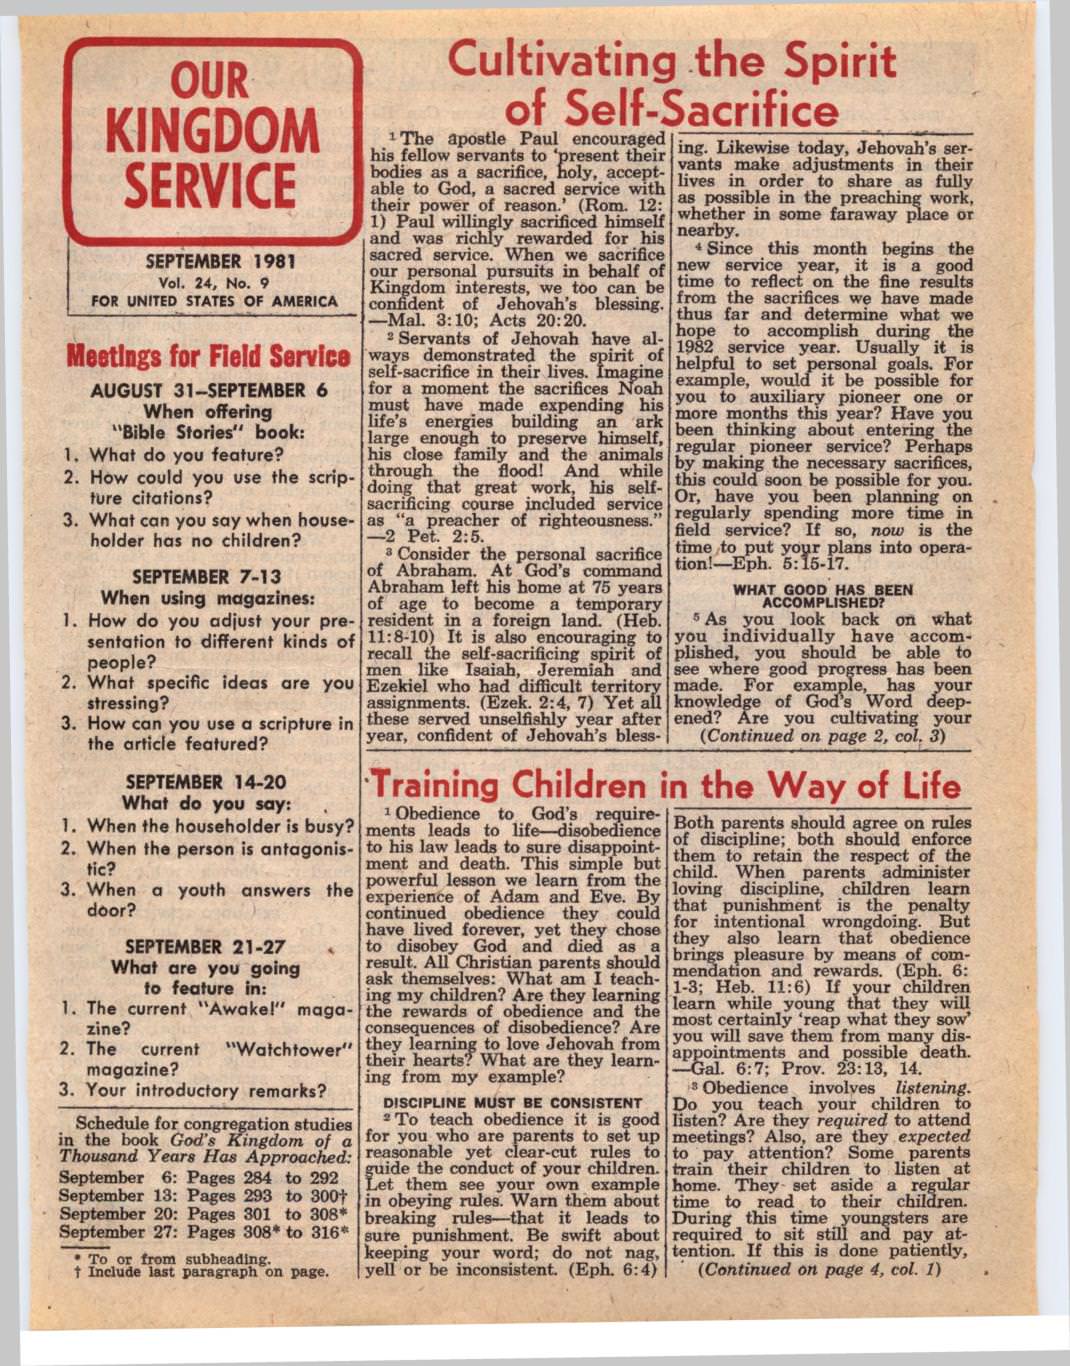 OUR
KINGDOM
SERVICE
SEPTEMBER 1981
Vol. 24, No. 9
FOR UNITED STATES OF AMERICA
Meetings for Field Service
AUGUST 31–SEPTEMBER 6
When offering
"Bible Stories" book:
1. What do you feature?
2. How could you use the scrip-
ture citations?
3. What can you say when house-
holder has no children?
SEPTEMBER 7-13
When using magazines:
1. How do you adjust your pre-
sentation to different kinds of
people?
2. What specific ideas are you
stressing?
3. How can you use a scripture in
the article featured?
SEPTEMBER 14-20
What do you say:
1. When the householder is busy?
2. When the person is antagonis-
tic?
3. When a youth answers the
door?
SEPTEMBER 21-27
What are you going
to feature in:
1. The current "Awake!" maga-
zine?
2. The current "Watchtower"
magazine?
3. Your introductory remarks?
Schedule for congregation studies
in the book God's Kingdom of a
Thousand Years Has Approached:
September 6: Pages 284 to 292
September 13: Pages 293 to 300†
September 20: Pages 301 to 308*
September 27: Pages 308* to 316*
* To or from subheading.
† Include last paragraph on page.
Cultivating the Spirit
of Self-Sacrifice
1 The apostle Paul encouraged
his fellow servants to 'present their
bodies as a sacrifice, holy, accept-
able to God, a sacred service with
their power of reason.' (Rom. 12:
1) Paul willingly sacrificed himself
and was richly rewarded for his
sacred service. When we sacrifice
our personal pursuits in behalf of
Kingdom interests, we too can be
confident of Jehovah's blessing.
—Mal. 3:10; Acts 20:20.
2 Servants of Jehovah have al-
ways demonstrated the spirit of
self-sacrifice in their lives. Imagine
for a moment the sacrifices Noah
must have made expending his
life's energies building an ark
large enough to preserve himself,
his close family and the animals
through the flood! And while
doing that great work, his self-
sacrificing course included service
as "a preacher of righteousness."
—2 Pet. 2:5.
3 Consider the personal sacrifice
of Abraham. At God's command
Abraham left his home at 75 years
of age to become a temporary
resident in a foreign land. (Heb.
11:8-10) It is also encouraging to
recall the self-sacrificing spirit of
men like Isaiah, Jeremiah and
Ezekiel who had difficult territory
assignments. (Ezek. 2:4, 7) Yet all
these served unselfishly year after
year, confident of Jehovah's bless-
ing. Likewise today, Jehovah's ser-
vants make adjustments in their
lives in order to share as fully
as possible in the preaching work,
whether in some faraway place or
nearby.
4 Since this month begins the
new service year, it is a good
time to reflect on the fine results
from the sacrifices we have made
thus far and determine what we
hope to accomplish during the
1982 service year. Usually it is
helpful to set personal goals. For
example, would it be possible for
you to auxiliary pioneer one or
more months this year? Have you
been thinking about entering the
regular pioneer service? Perhaps
by making the necessary sacrifices,
this could soon be possible for you.
Or, have you been planning on
regularly spending more time in
field service? If so, now is the
time to put your plans into opera-
tion!—Eph. 5:15-17.
WHAT GOOD HAS BEEN
ACCOMPLISHED?
5 As you look back on what
you individually have accom-
plished, you should be able to
see where good progress has been
made. For example, has your
knowledge of God's Word deep-
ened? Are you cultivating your
(Continued on page 2, col. 3)
Training Children in the Way of Life
1 Obedience to God's require-
ments leads to life—disobedience
to his law leads to sure disappoint-
ment and death. This simple but
powerful lesson we learn from the
experience of Adam and Eve. By
continued obedience they could
have lived forever, yet they chose
to disobey God and died as a
result. All Christian parents should
ask themselves: What am I teach-
ing my children? Are they learning
the rewards of obedience and the
consequences of disobedience? Are
they learning to love Jehovah from
their hearts? What are they learn-
ing from my example?
DISCIPLINE MUST BE CONSISTENT
2 To teach obedience it is good
for you who are parents to set up
reasonable yet clear-cut rules to
guide the conduct of your children.
Let them see your own example
in obeying rules. Warn them about
breaking rules—that it leads to
sure punishment. Be swift about
keeping your word; do not nag,
yell or be inconsistent. (Eph. 6:4)
Both parents should agree on rules
of discipline; both should enforce
them to retain the respect of the
child. When parents administer
loving discipline, children learn
that punishment is the penalty
for intentional wrongdoing. But
they also learn that obedience
brings pleasure by means of com-
mendation and rewards. (Eph. 6:
1-3; Heb. 11:6) If your children
learn while young that they will
most certainly 'reap what they sow'
you will save them from many dis-
appointments and possible death.
—Gal. 6:7; Prov. 23:13, 14.
3 Obedience involves listening.
Do you teach your children to
listen? Are they required to attend
meetings? Also, are they expected
to pay attention? Some parents
train their children to listen at
home. They set aside a regular
time to read to their children.
During this time youngsters are
required to sit still and pay at-
tention. If this is done patiently,
(Continued on page 4, col. 1)